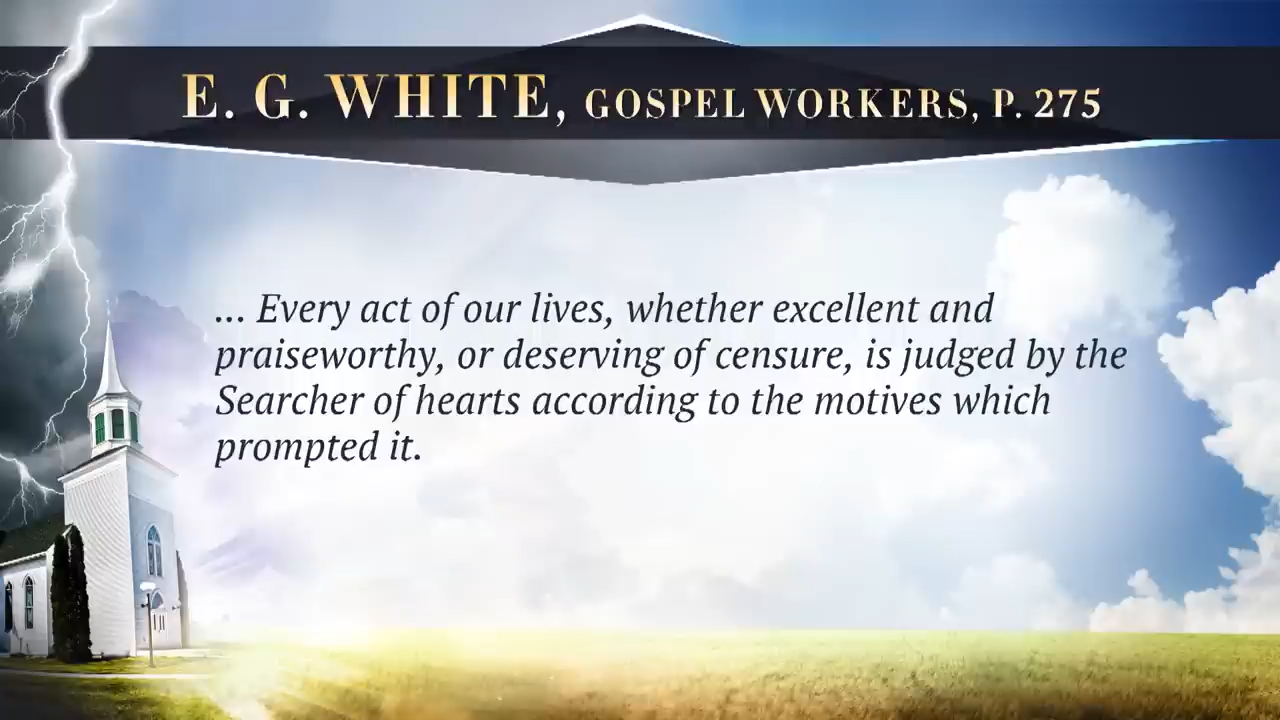 E. G. WHITE, GOSPEL WORKERS, P. 275
... Every act of our lives, whether excellent and
praiseworthy, or deserving of censure, is judged by the
Searcher of hearts according to the motives which
prompted it.